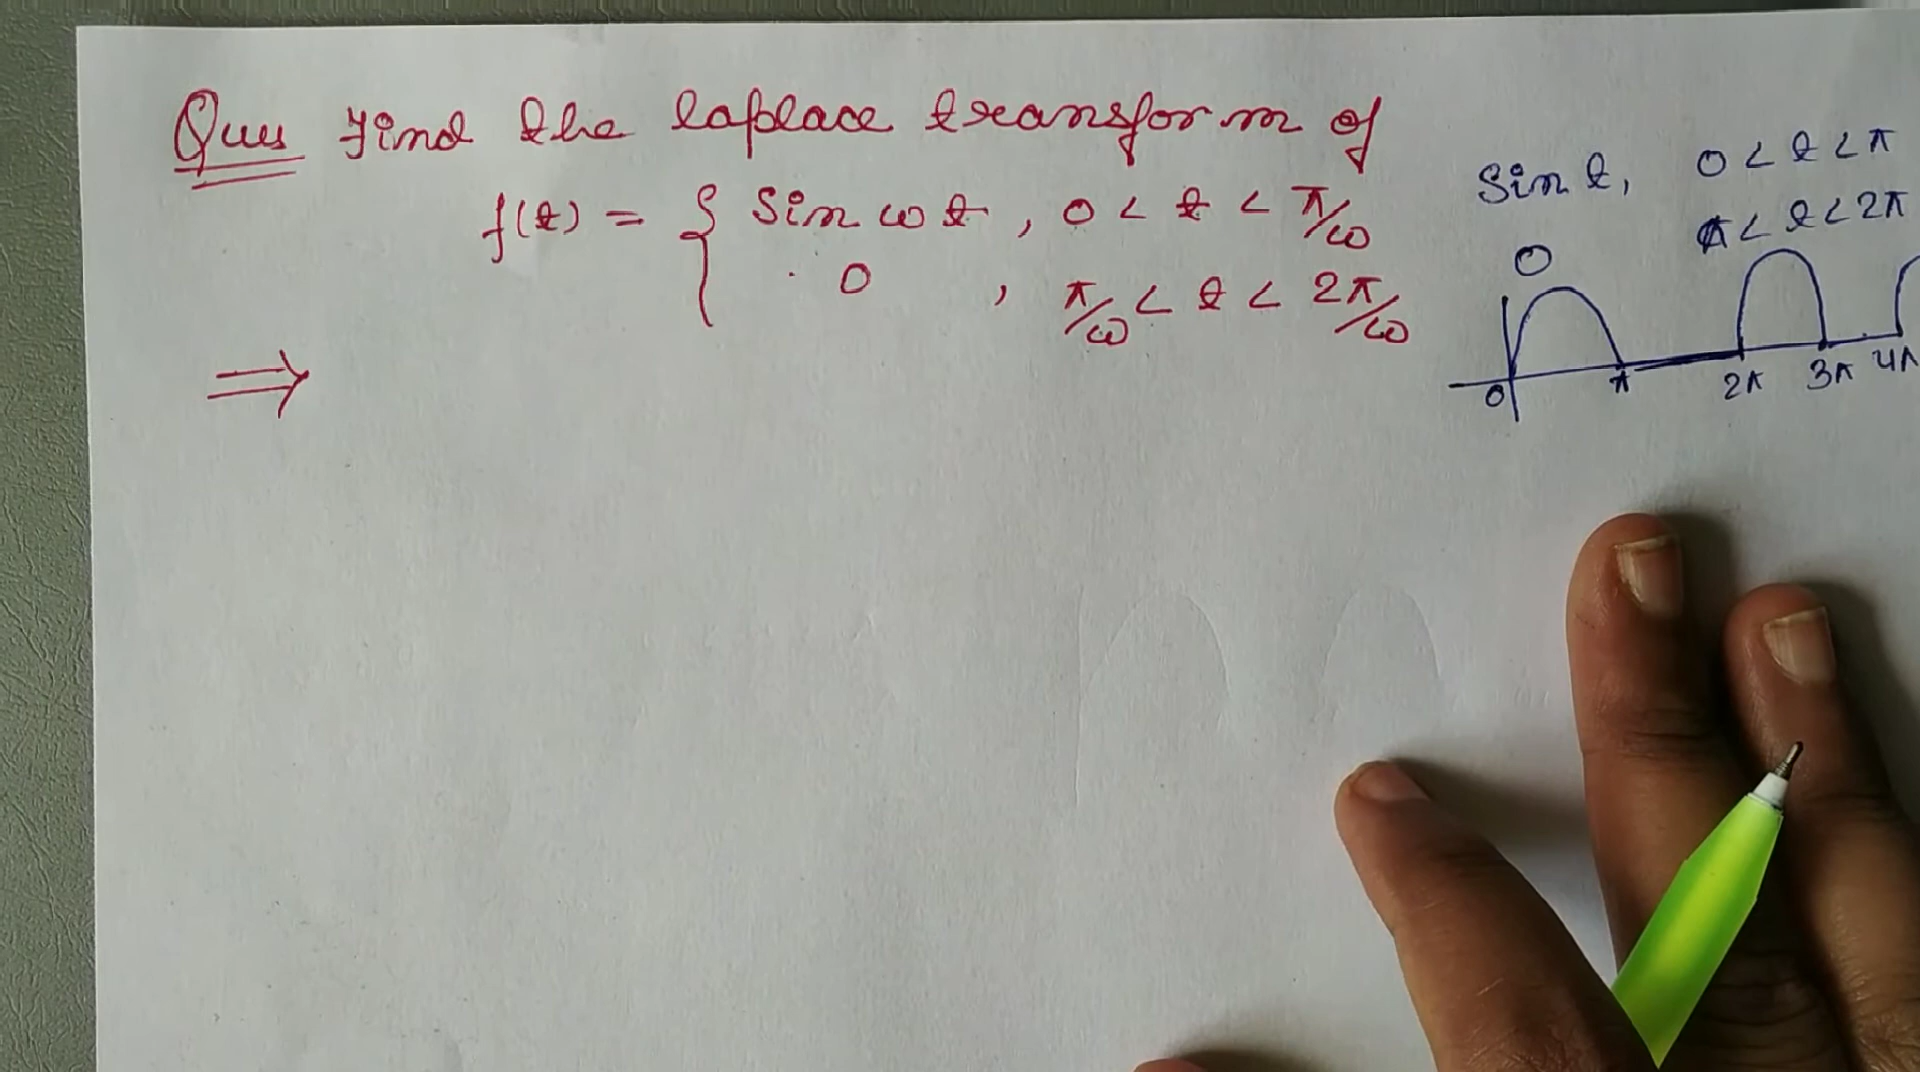 Ques Find the laplace transform of
f(t) = { Sin ωt , 0 < t < π/ω
0 , π/ω < t < 2π/ω
⇒
Sin t, 0 < t < π
0 π < t < 2π
0 π 2π 3π 4π